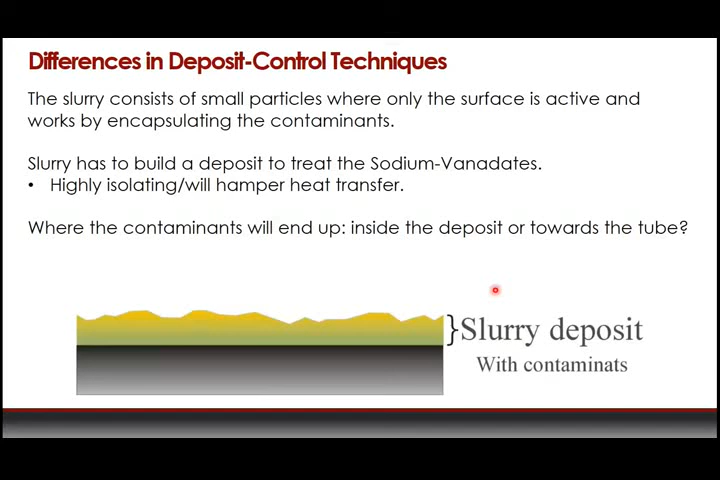 Differences in Deposit-Control Techniques
The slurry consists of small particles where only the surface is active and
works by encapsulating the contaminants.
Slurry has to build a deposit to treat the Sodium-Vanadates.
• Highly isolating/will hamper heat transfer.
Where the contaminants will end up: inside the deposit or towards the tube?
}Slurry deposit
With contaminats